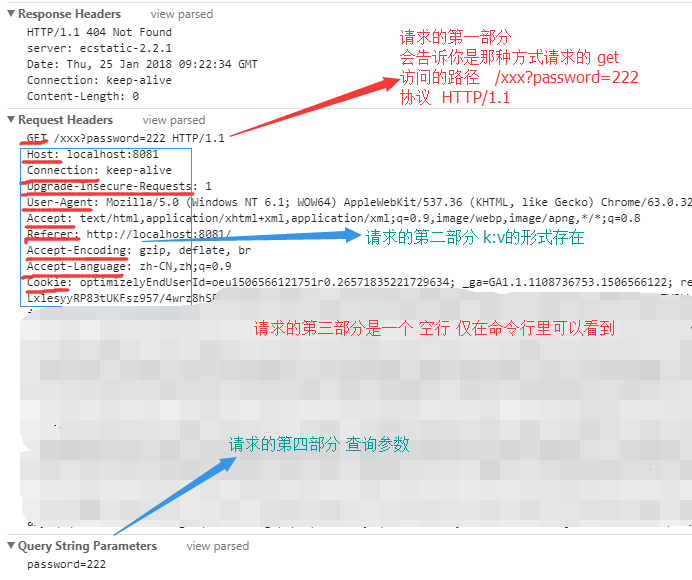 Response Headers view parsed
HTTP/1.1 404 Not Found
server: ecstatic-2.2.1
Date: Thu, 25 Jan 2018 09:22:34 GMT
Connection: keep-alive
Content-Length: 0
请求的第一部分
会告诉你是那种方式请求的 get
访问的路径 /xxx?password=222
协议 HTTP/1.1
Request Headers view parsed
GET /xxx?password=222 HTTP/1.1
Host: localhost:8081
Connection: keep-alive
Upgrade-Insecure-Requests: 1
User-Agent: Mozilla/5.0 (Windows NT 6.1; WOW64) AppleWebKit/537.36 (KHTML, like Gecko) Chrome/63.0.32
Accept: text/html,application/xhtml+xml,application/xml;q=0.9,image/webp,image/apng,*/*;q=0.8
Referer: http://localhost:8081/
请求的第二部分 k:v的形式存在
Accept-Encoding: gzip, deflate, br
Accept-Language: zh-CN,zh;q=0.9
Cookie: optimizelyEndUserId=oeu1506566121751r0.26571835221729634; _ga=GA1.1.1108736753.1506566122; re
LxlesyyRP83tUKFsz957/4wrz8hSF
请求的第三部分是一个 空行 仅在命令行里可以看到
请求的第四部分 查询参数
Query String Parameters view parsed
password=222